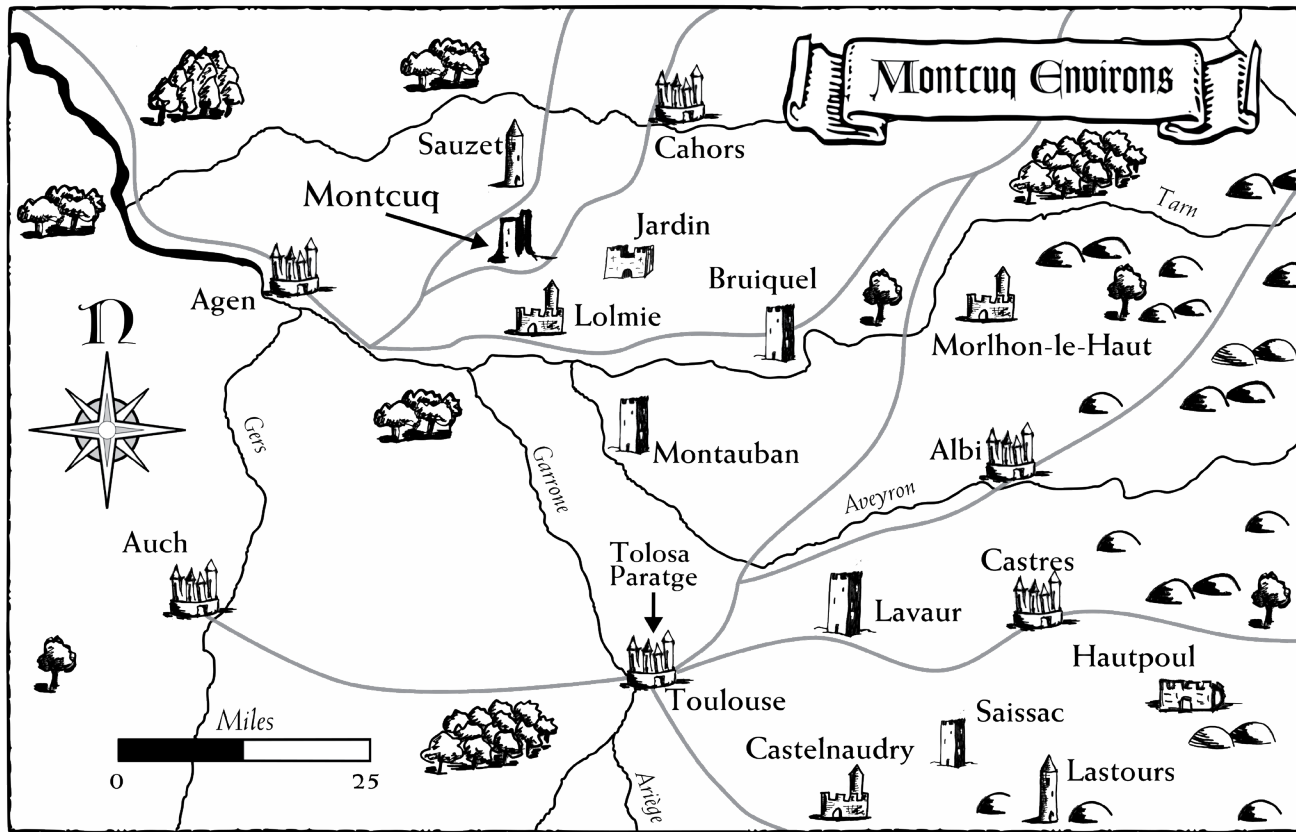 Montcuq Environs
Sauzet
Cahors
Montcuq
Jardin
Tarn
Agen
Bruiquel
Lolmie
N
Morlhon-le-Haut
Gers
Garrone
Montauban
Albi
Aveyron
Auch
Tolosa
Paratge
Castres
Lavaur
Hautpoul
Toulouse
Miles
0 25
Saissac
Castelnaudry
Lastours
Ariège